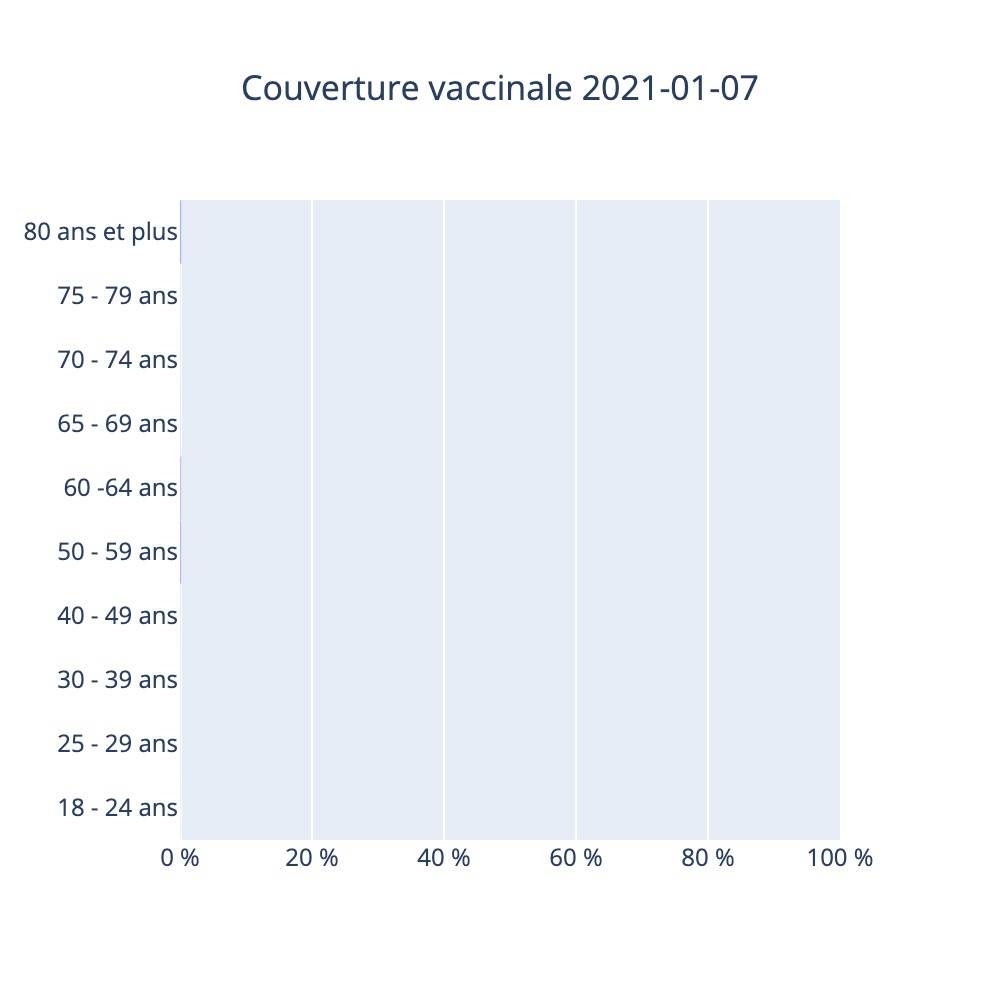 Couverture vaccinale 2021-01-07
80 ans et plus
75 - 79 ans
70 - 74 ans
65 - 69 ans
60 -64 ans
50 - 59 ans
40 - 49 ans
30 - 39 ans
25 - 29 ans
18 - 24 ans
0 % 20 % 40 % 60 % 80 % 100 %